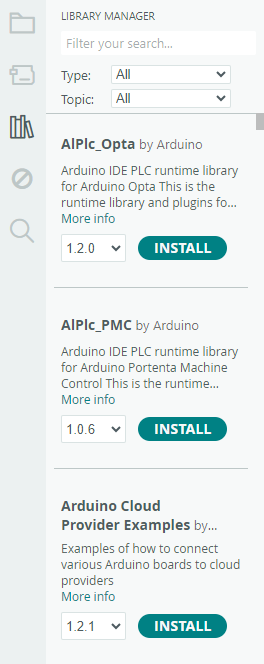 LIBRARY MANAGER
Filter your search...
Type: All
Topic: All
AlPlc_Opta by Arduino
Arduino IDE PLC runtime library
for Arduino Opta This is the
runtime library and plugins fo...
More info
1.2.0 INSTALL
AlPlc_PMC by Arduino
Arduino IDE PLC runtime library
for Arduino Portenta Machine
Control This is the runtime...
More info
1.0.6 INSTALL
Arduino Cloud
Provider Examples by...
Examples of how to connect
various Arduino boards to cloud
providers
More info
1.2.1 INSTALL